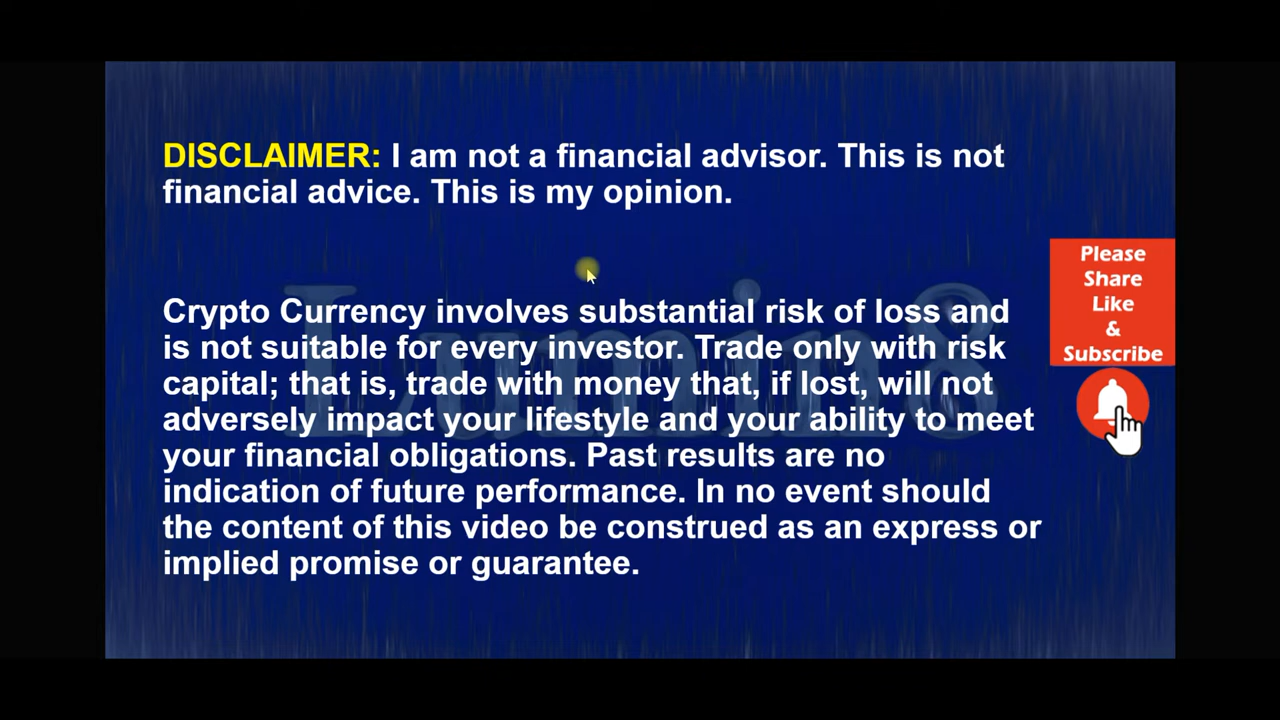 DISCLAIMER: I am not a financial advisor. This is not
financial advice. This is my opinion.
Crypto Currency involves substantial risk of loss and
is not suitable for every investor. Trade only with risk
capital; that is, trade with money that, if lost, will not
adversely impact your lifestyle and your ability to meet
your financial obligations. Past results are no
indication of future performance. In no event should
the content of this video be construed as an express or
implied promise or guarantee.
Lumin8
Please
Share
Like
&
Subscribe